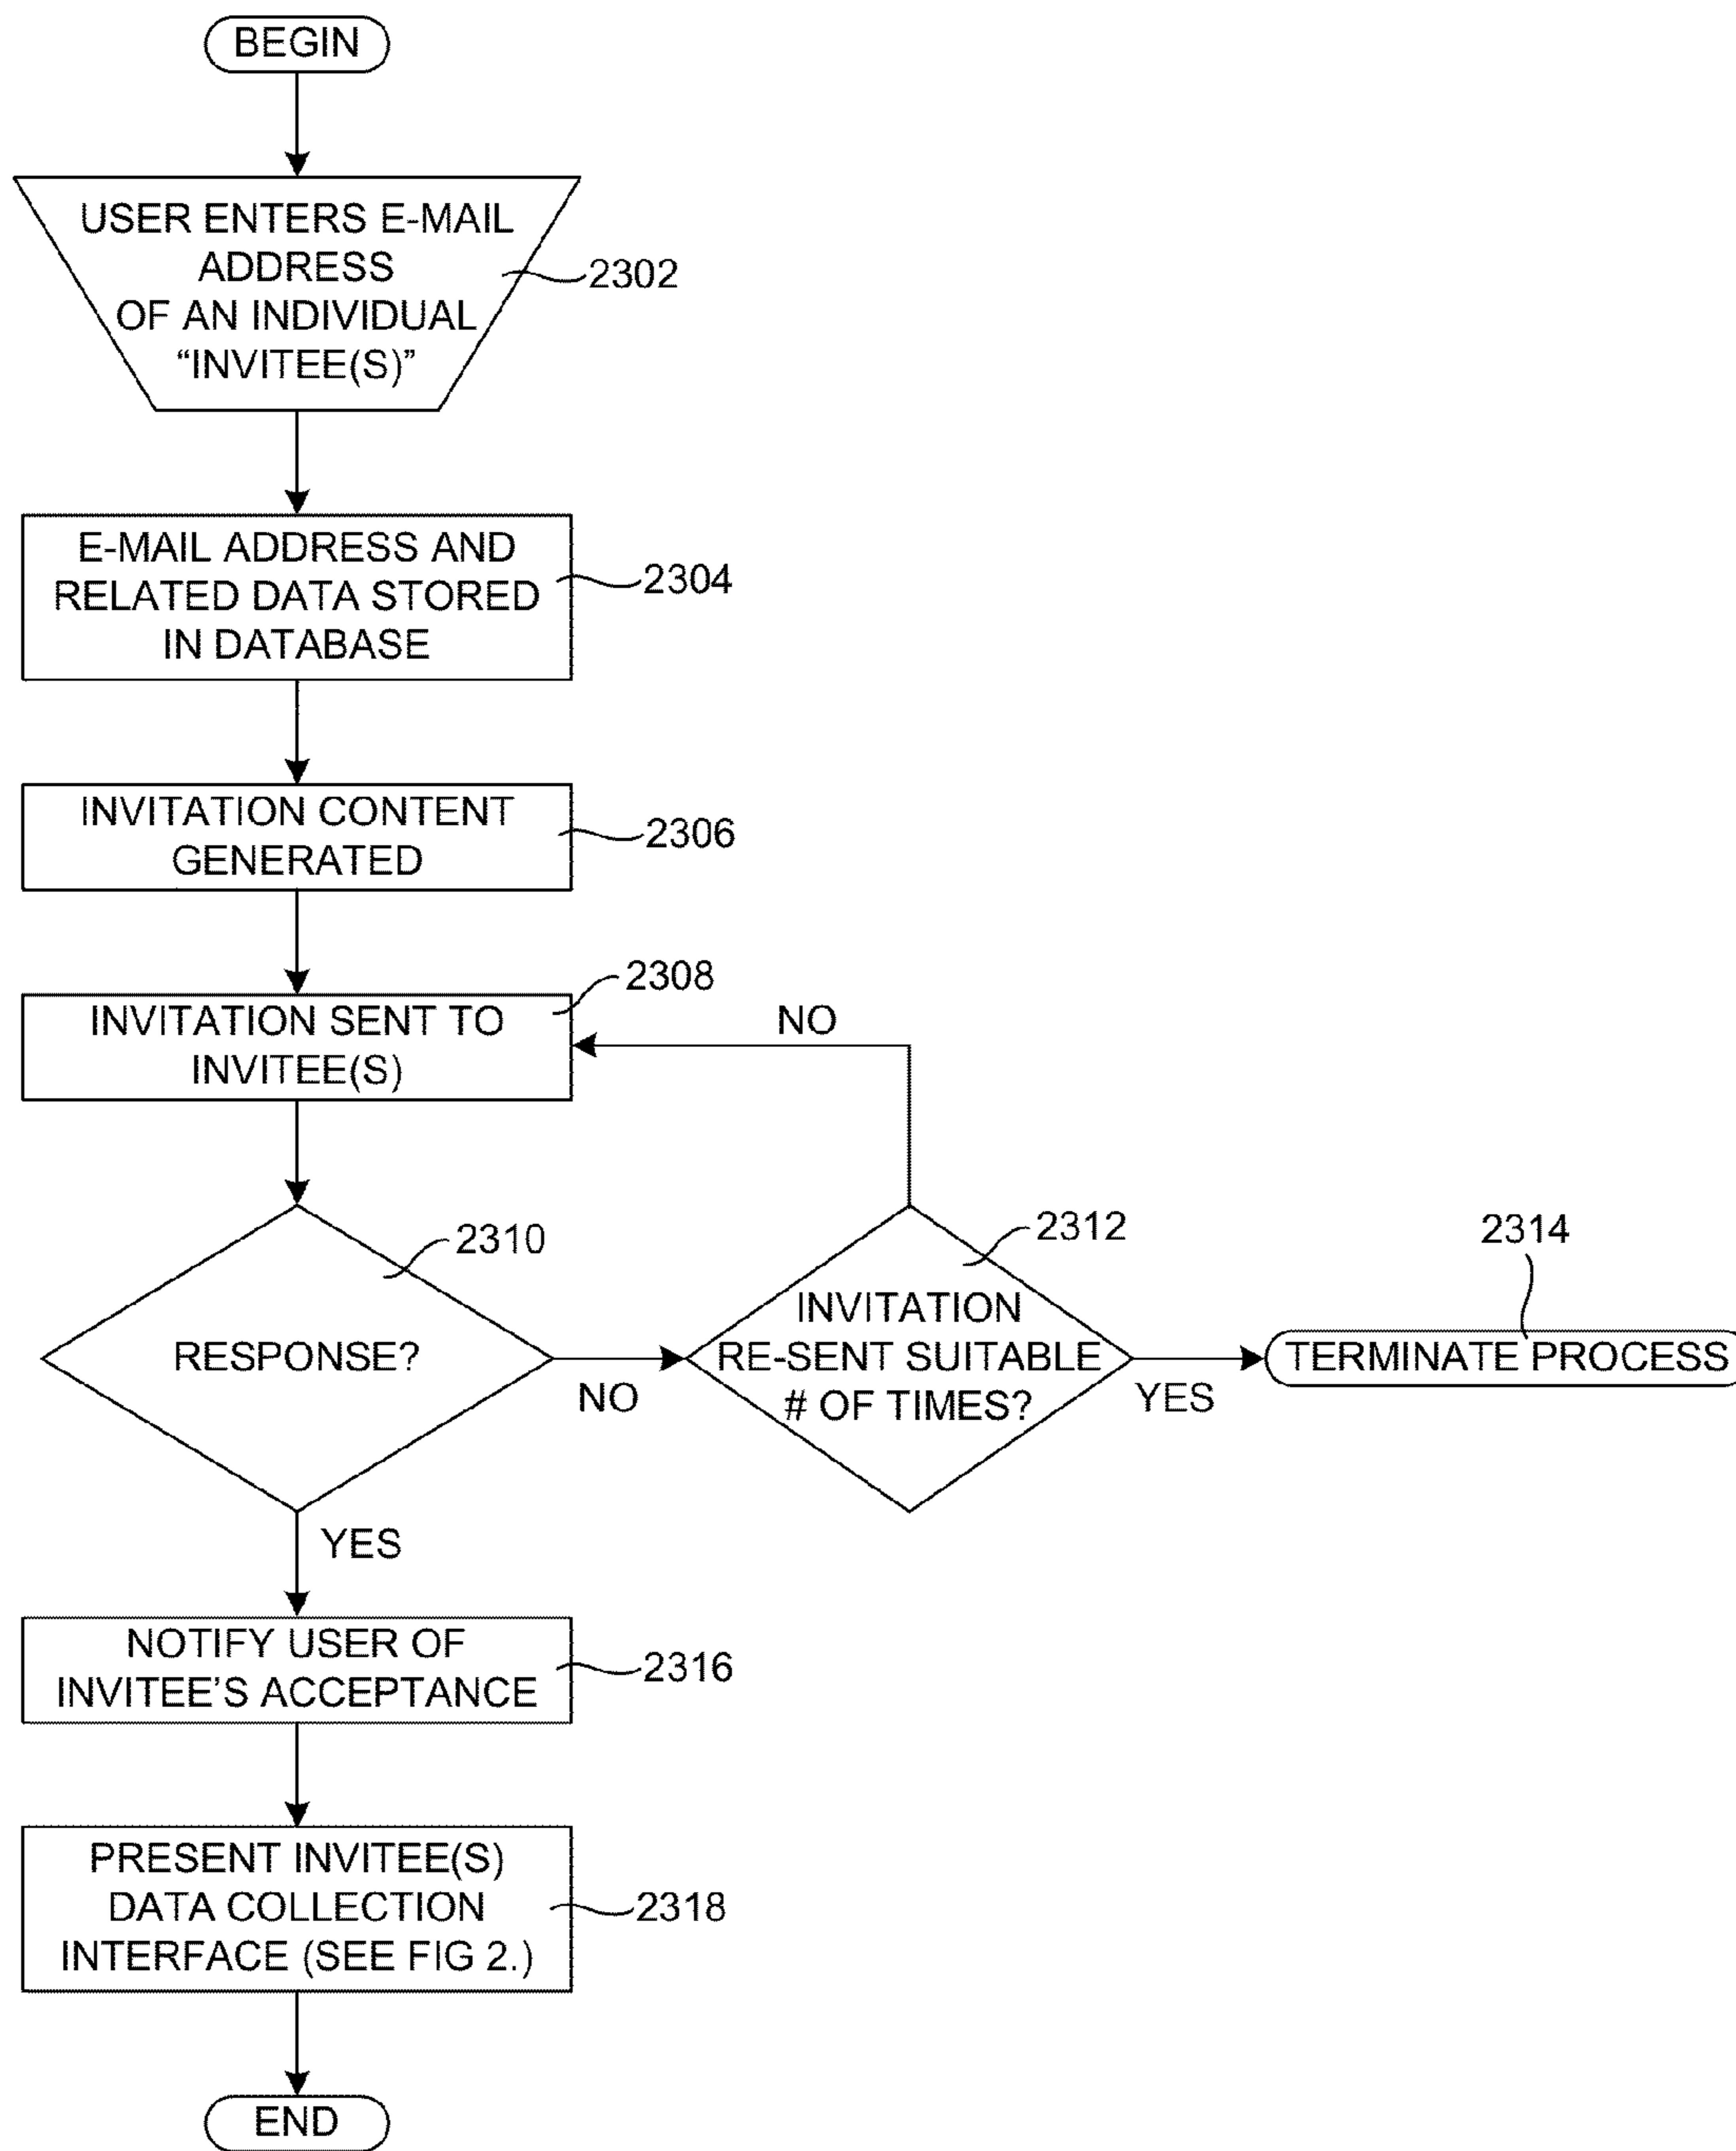 BEGIN
USER ENTERS E-MAIL
ADDRESS
OF AN INDIVIDUAL
“INVITEE(S)”
2302
E-MAIL ADDRESS AND
RELATED DATA STORED
IN DATABASE
2304
INVITATION CONTENT
GENERATED
2306
INVITATION SENT TO
INVITEE(S)
2308
NO
RESPONSE?
2310
NO
INVITATION
RE-SENT SUITABLE
# OF TIMES?
2312
YES
TERMINATE PROCESS
2314
YES
NOTIFY USER OF
INVITEE’S ACCEPTANCE
2316
PRESENT INVITEE(S)
DATA COLLECTION
INTERFACE (SEE FIG 2.)
2318
END